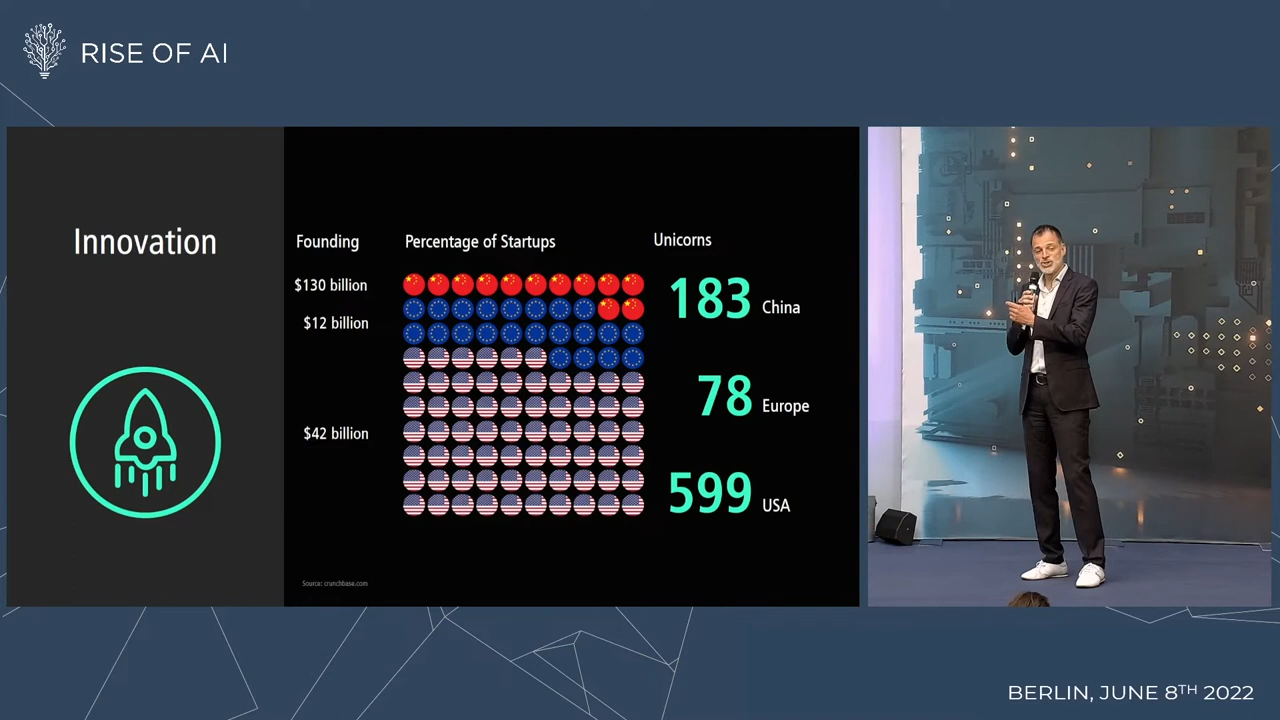 RISE OF AI
Innovation
Founding
Percentage of Startups
Unicorns
$130 billion
$12 billion
$42 billion
183 China
78 Europe
599 USA
Source: crunchbase.com
BERLIN, JUNE 8TH 2022